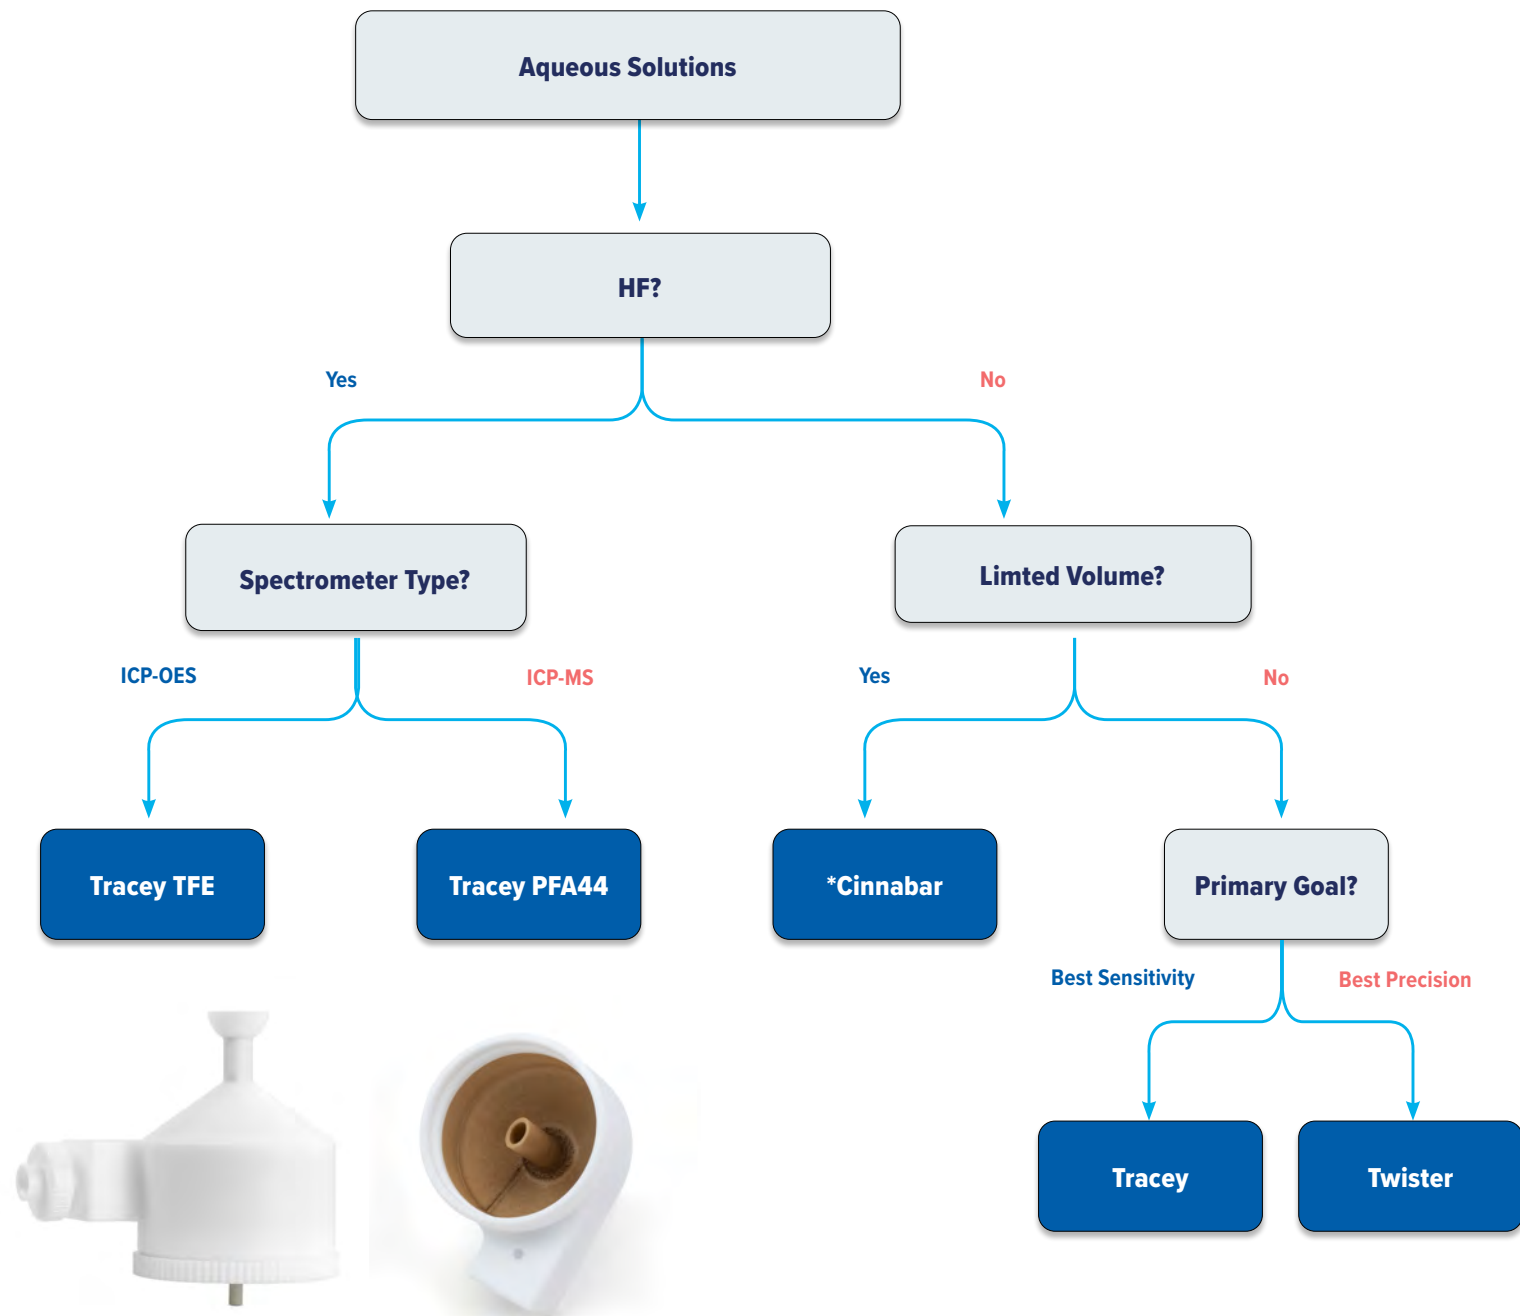 Aqueous Solutions
HF?
Yes
No
Spectrometer Type?
Limted Volume?
ICP-OES
ICP-MS
Yes
No
Tracey TFE
Tracey PFA44
*Cinnabar
Primary Goal?
Best Sensitivity
Best Precision
Tracey
Twister